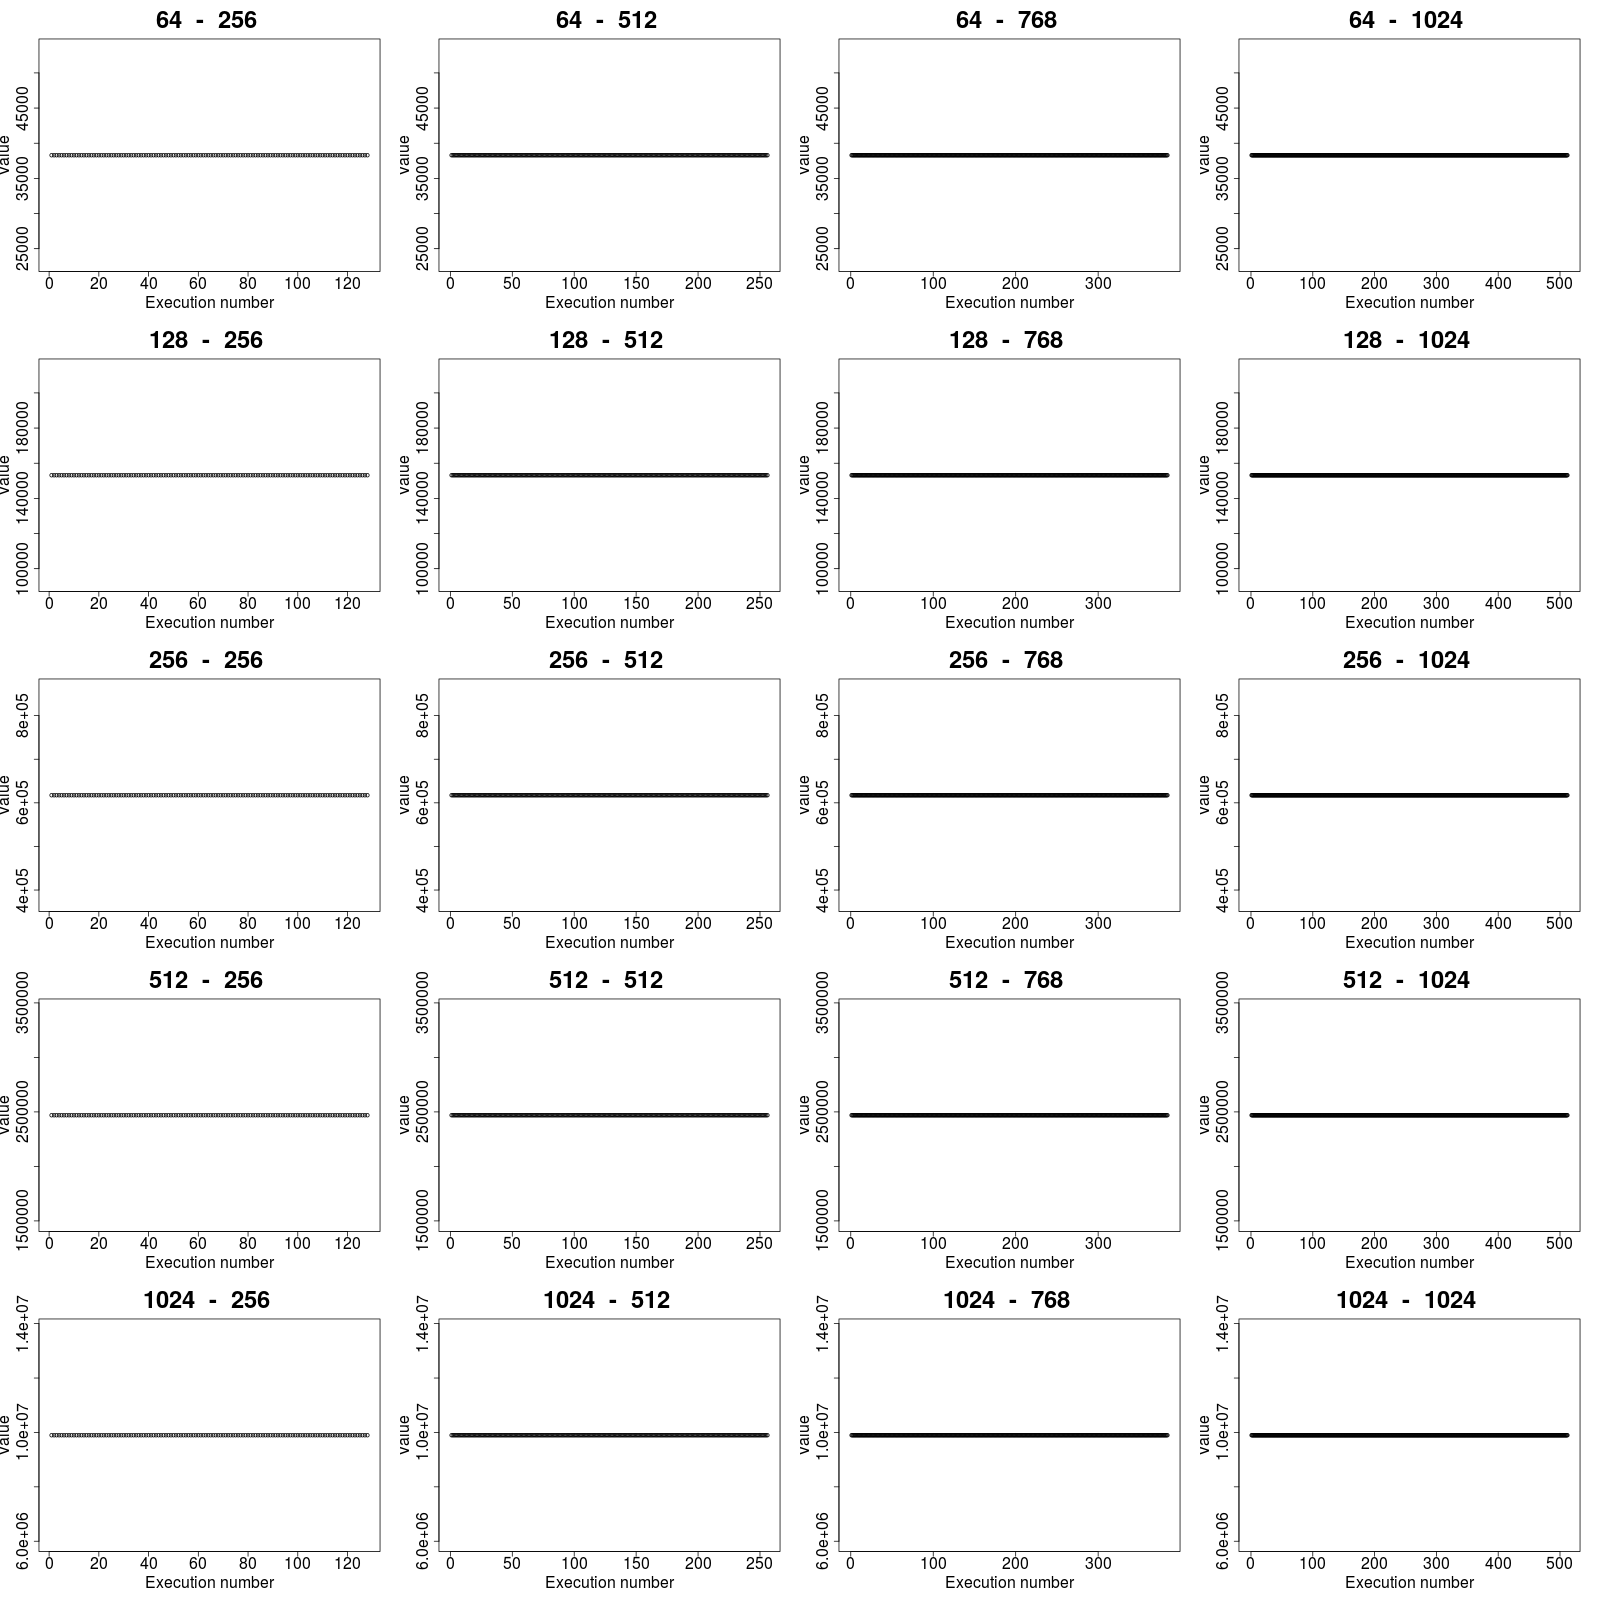 64 - 256
value
25000 35000 45000
0 20 40 60 80 100 120
Execution number
64 - 512
value
25000 35000 45000
0 50 100 150 200 250
Execution number
64 - 768
value
25000 35000 45000
0 100 200 300
Execution number
64 - 1024
value
25000 35000 45000
0 100 200 300 400 500
Execution number
128 - 256
value
100000 140000 180000
0 20 40 60 80 100 120
Execution number
128 - 512
value
100000 140000 180000
0 50 100 150 200 250
Execution number
128 - 768
value
100000 140000 180000
0 100 200 300
Execution number
128 - 1024
value
100000 140000 180000
0 100 200 300 400 500
Execution number
256 - 256
value
4e+05 6e+05 8e+05
0 20 40 60 80 100 120
Execution number
256 - 512
value
4e+05 6e+05 8e+05
0 50 100 150 200 250
Execution number
256 - 768
value
4e+05 6e+05 8e+05
0 100 200 300
Execution number
256 - 1024
value
4e+05 6e+05 8e+05
0 100 200 300 400 500
Execution number
512 - 256
value
1500000 2500000 3500000
0 20 40 60 80 100 120
Execution number
512 - 512
value
1500000 2500000 3500000
0 50 100 150 200 250
Execution number
512 - 768
value
1500000 2500000 3500000
0 100 200 300
Execution number
512 - 1024
value
1500000 2500000 3500000
0 100 200 300 400 500
Execution number
1024 - 256
value
6.0e+06 1.0e+07 1.4e+07
0 20 40 60 80 100 120
Execution number
1024 - 512
value
6.0e+06 1.0e+07 1.4e+07
0 50 100 150 200 250
Execution number
1024 - 768
value
6.0e+06 1.0e+07 1.4e+07
0 100 200 300
Execution number
1024 - 1024
value
6.0e+06 1.0e+07 1.4e+07
0 100 200 300 400 500
Execution number